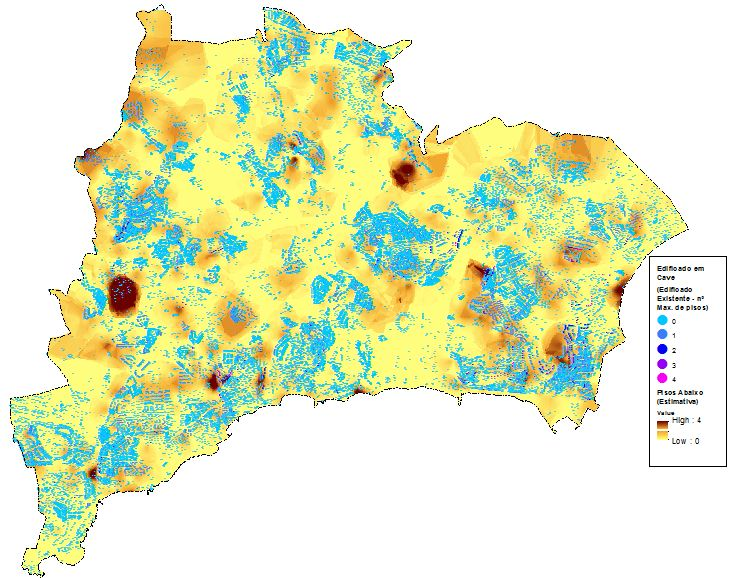 Edificado em
Cave
(Edificado
Existente - nº
Max. de pisos)
0
1
2
3
4
Pisos Abaixo
(Estimativa)
Value
High : 4
Low : 0